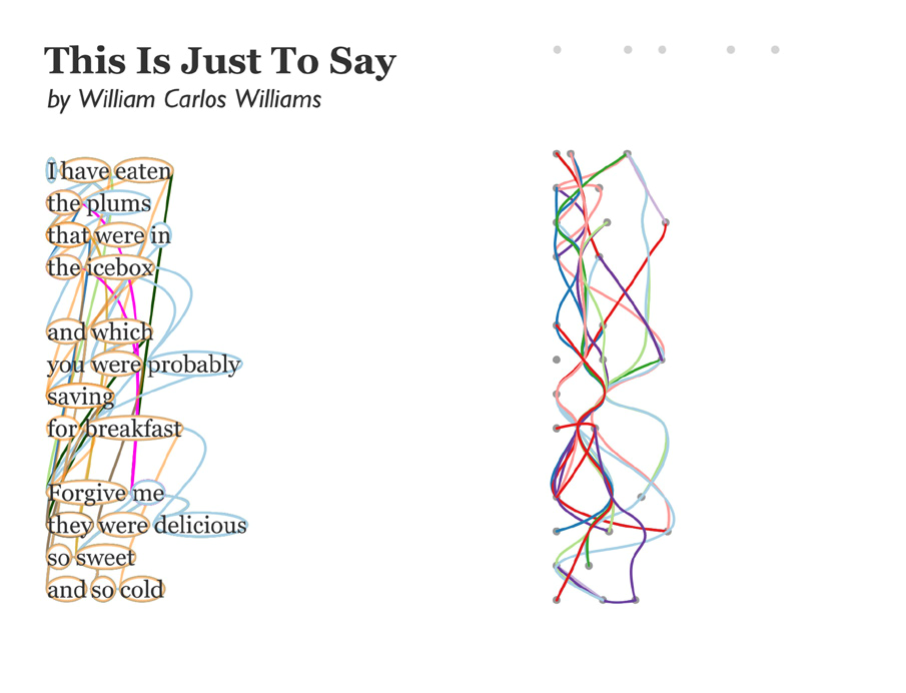 This Is Just To Say
by William Carlos Williams
I have eaten
the plums
that were in
the icebox
and which
you were probably
saving
for breakfast
Forgive me
they were delicious
so sweet
and so cold